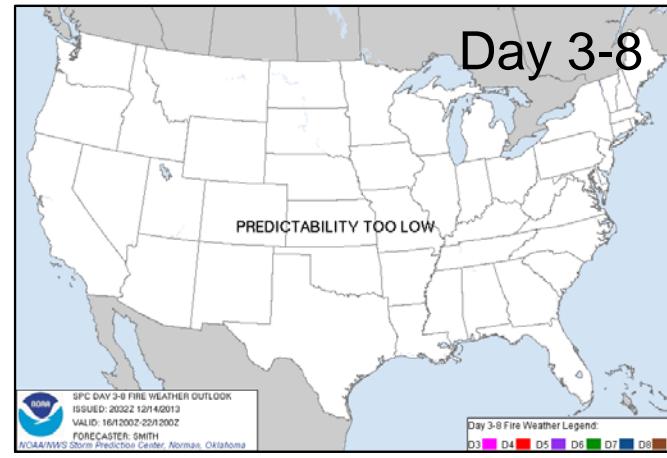 Day 3-8
PREDICTABILITY TOO LOW
NOAA
SPC DAY 3-8 FIRE WEATHER OUTLOOK
ISSUED: 2032Z 12/14/2013
VALID: 16/1200Z-22/1200Z
FORECASTER: SMITH
NOAA/NWS Storm Prediction Center, Norman, Oklahoma
Day 3-8 Fire Weather Legend:
D3 D4 D5 D6 D7 D8